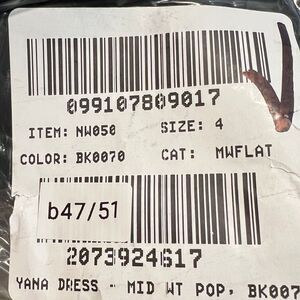 099107809017
ITEM: NW050 SIZE: 4
COLOR: BK0070 CAT: MWFLAT
b47/51
2073924617
YANA DRESS - MID WT POP, BK007